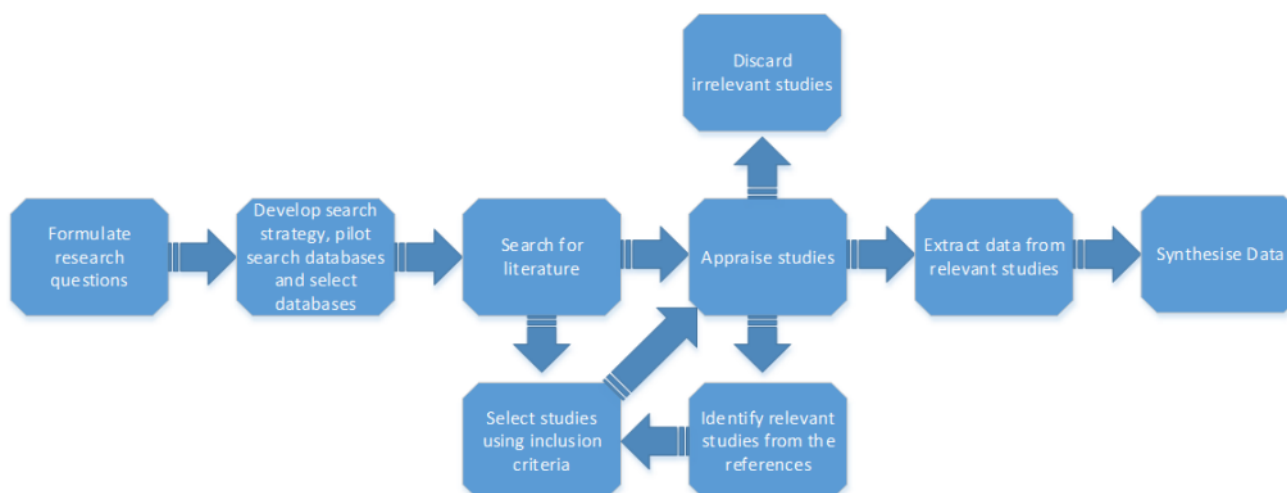 Discard
irrelevant studies
Formulate
research
questions
Develop search
strategy, pilot
search databases
and select
databases
Search for
literature
Appraise studies
Extract data from
relevant studies
Synthesise Data
Select studies
using inclusion
criteria
Identify relevant
studies from the
references